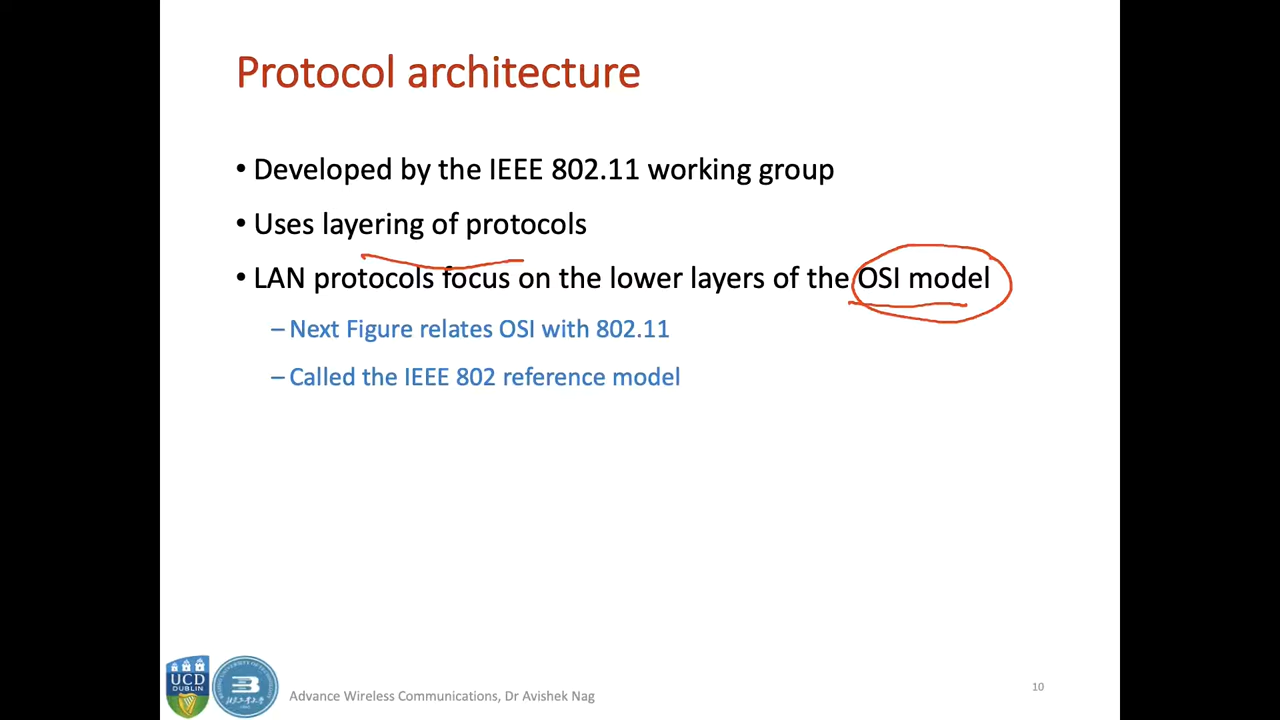 Protocol architecture
• Developed by the IEEE 802.11 working group
• Uses layering of protocols
• LAN protocols focus on the lower layers of the OSI model
– Next Figure relates OSI with 802.11
– Called the IEEE 802 reference model
UCD
DUBLIN
Advance Wireless Communications, Dr Avishek Nag
10